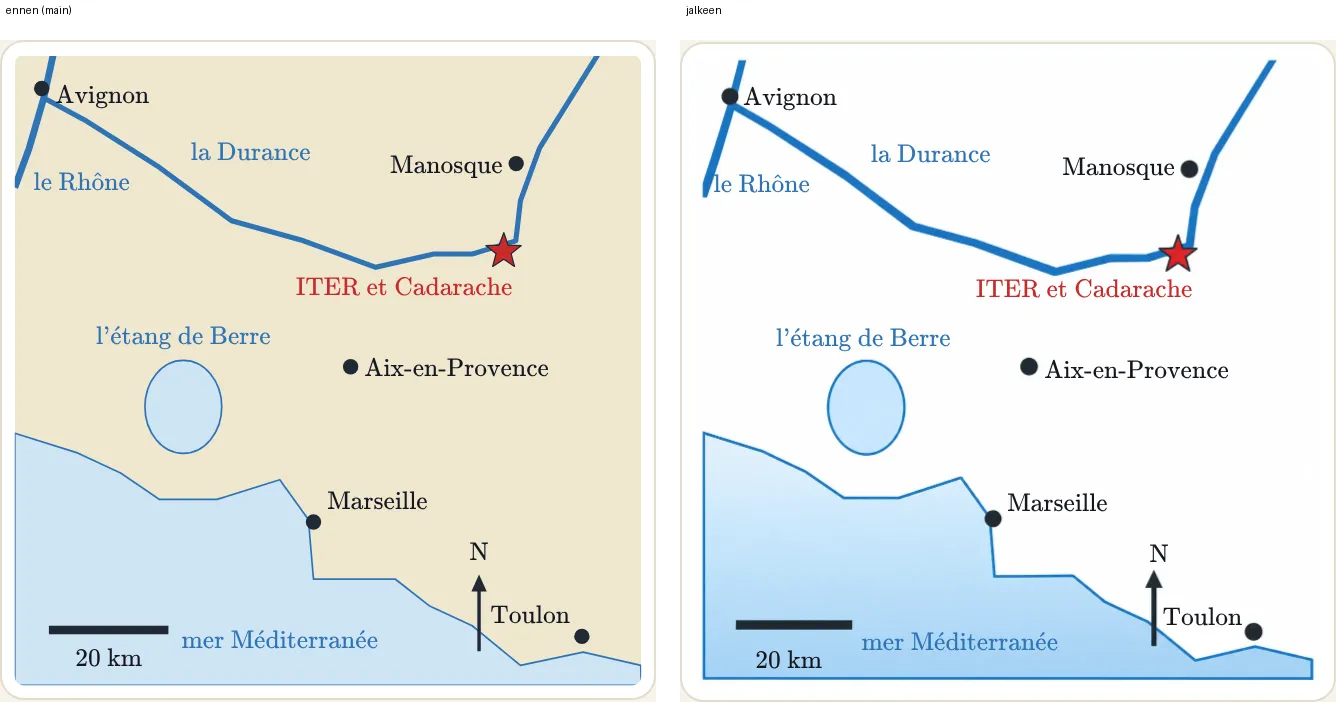 ennen (main)
Avignon
la Durance
Manosque
le Rhône
ITER et Cadarache
l'étang de Berre
Aix-en-Provence
Marseille
N
Toulon
mer Méditerranée
20 km
jalkeen
Avignon
la Durance
Manosque
le Rhône
ITER et Cadarache
l'étang de Berre
Aix-en-Provence
Marseille
N
Toulon
mer Méditerranée
20 km